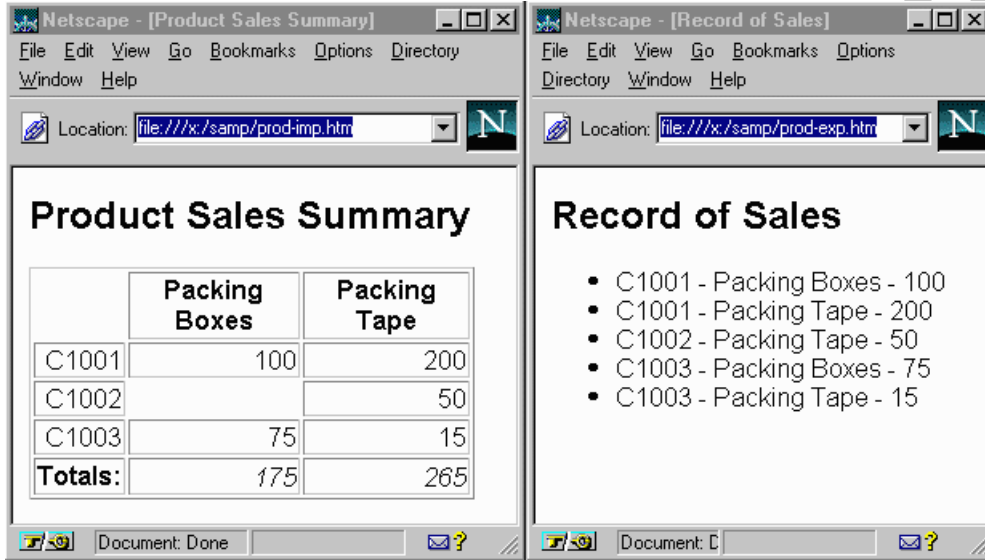 Netscape - [Product Sales Summary]
File Edit View Go Bookmarks Options Directory
Window Help
Location: file:///x:/samp/prod-imp.htm
N
Product Sales Summary
Packing Boxes Packing Tape
C1001 100 200
C1002 50
C1003 75 15
Totals: 175 265
Document: Done
?
Netscape - [Record of Sales]
File Edit View Go Bookmarks Options
Directory Window Help
Location: file:///x:/samp/prod-exp.htm
N
Record of Sales
• C1001 - Packing Boxes - 100
• C1001 - Packing Tape - 200
• C1002 - Packing Tape - 50
• C1003 - Packing Boxes - 75
• C1003 - Packing Tape - 15
Document: D
?